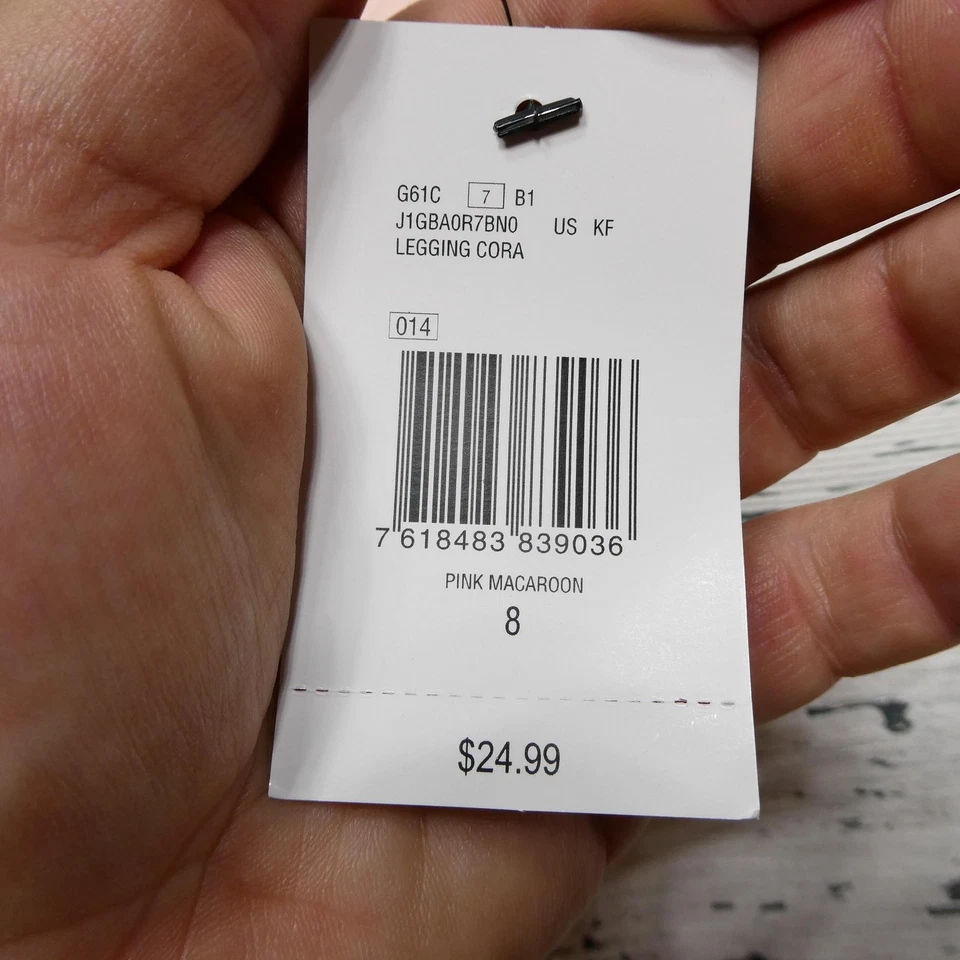 G61C 7 B1
J1GBA0R7BN0 US KF
LEGGING CORA
014
7 618483 839036
PINK MACAROON
8
$24.99